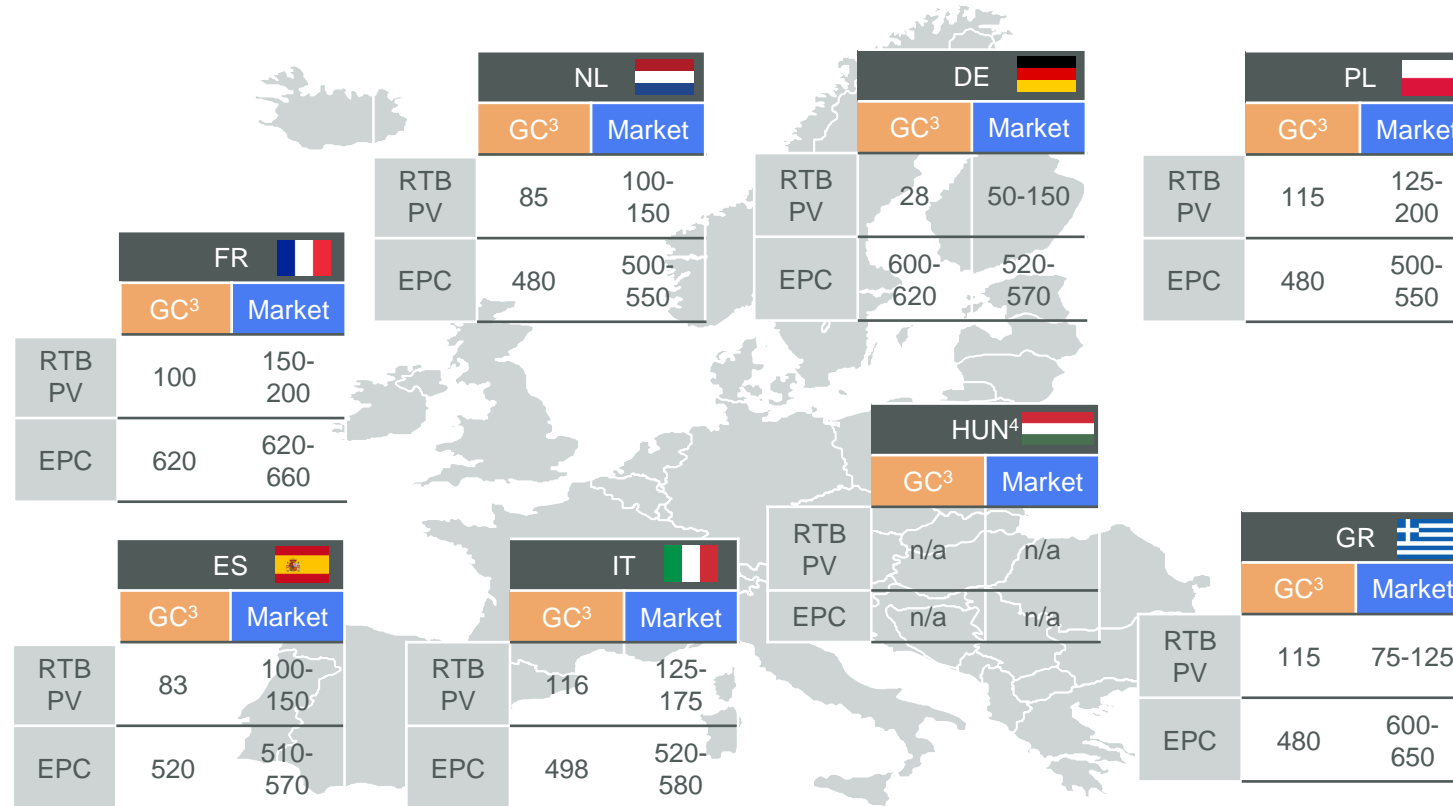 NL
GC³ Market
RTB PV 85 100-150
EPC 480 500-550
DE
GC³ Market
RTB PV 28 50-150
EPC 600-620 520-570
PL
GC³ Market
RTB PV 115 125-200
EPC 480 500-550
FR
GC³ Market
RTB PV 100 150-200
EPC 620 620-660
HUN⁴
GC³ Market
RTB PV n/a n/a
EPC n/a n/a
ES
GC³ Market
RTB PV 83 100-150
EPC 520 510-570
IT
GC³ Market
RTB PV 116 125-175
EPC 498 520-580
GR
GC³ Market
RTB PV 115 75-125
EPC 480 600-650